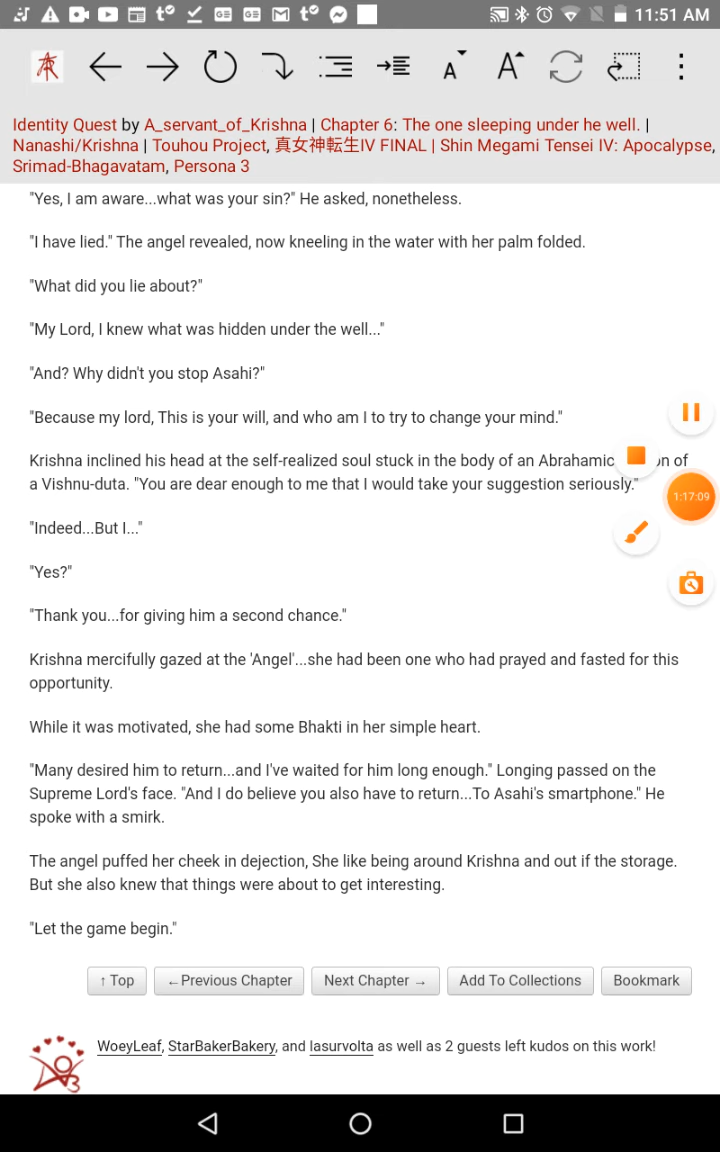 11:51 AM
Identity Quest by A_servant_of_Krishna | Chapter 6: The one sleeping under he well. |
Nanashi/Krishna | Touhou Project, 真女神転生IV FINAL | Shin Megami Tensei IV: Apocalypse,
Srimad-Bhagavatam, Persona 3
"Yes, I am aware...what was your sin?" He asked, nonetheless.
"I have lied." The angel revealed, now kneeling in the water with her palm folded.
"What did you lie about?"
"My Lord, I knew what was hidden under the well..."
"And? Why didn't you stop Asahi?"
"Because my lord, This is your will, and who am I to try to change your mind."
Krishna inclined his head at the self-realized soul stuck in the body of an Abrahamic of
a Vishnu-duta. "You are dear enough to me that I would take your suggestion seriously."
1:17:09
"Indeed...But I..."
"Yes?"
"Thank you...for giving him a second chance."
Krishna mercifully gazed at the 'Angel'...she had been one who had prayed and fasted for this
opportunity.
While it was motivated, she had some Bhakti in her simple heart.
"Many desired him to return...and I've waited for him long enough." Longing passed on the
Supreme Lord's face. "And I do believe you also have to return...To Asahi's smartphone." He
spoke with a smirk.
The angel puffed her cheek in dejection, She like being around Krishna and out if the storage.
But she also knew that things were about to get interesting.
"Let the game begin."
↑ Top ←Previous Chapter Next Chapter → Add To Collections Bookmark
WoeyLeaf, StarBakerBakery, and lasurvolta as well as 2 guests left kudos on this work!